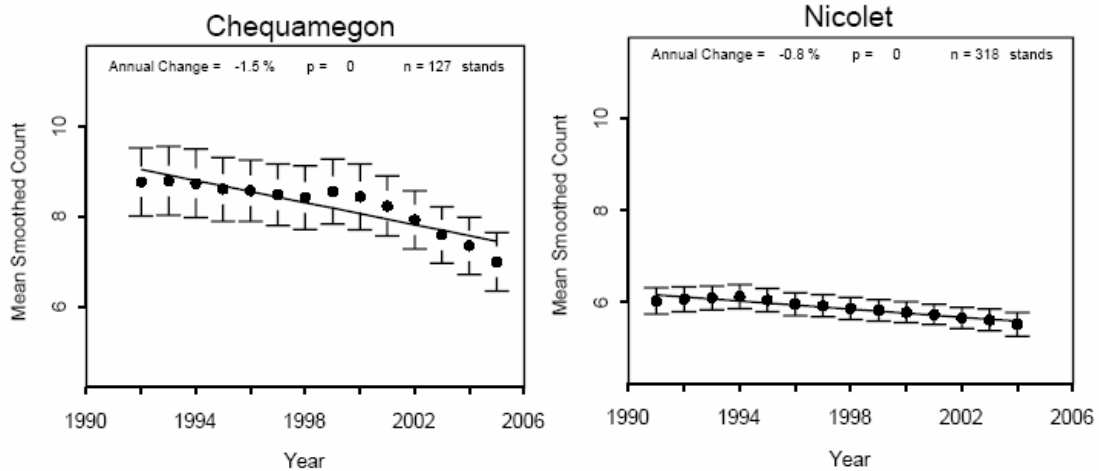 Chequamegon
Annual Change = -1.5 % p = 0 n = 127 stands
Mean Smoothed Count
10
8
6
1990 1994 1998 2002 2006
Year
Nicolet
Annual Change = -0.8 % p = 0 n = 318 stands
Mean Smoothed Count
10
8
6
1990 1994 1998 2002 2006
Year